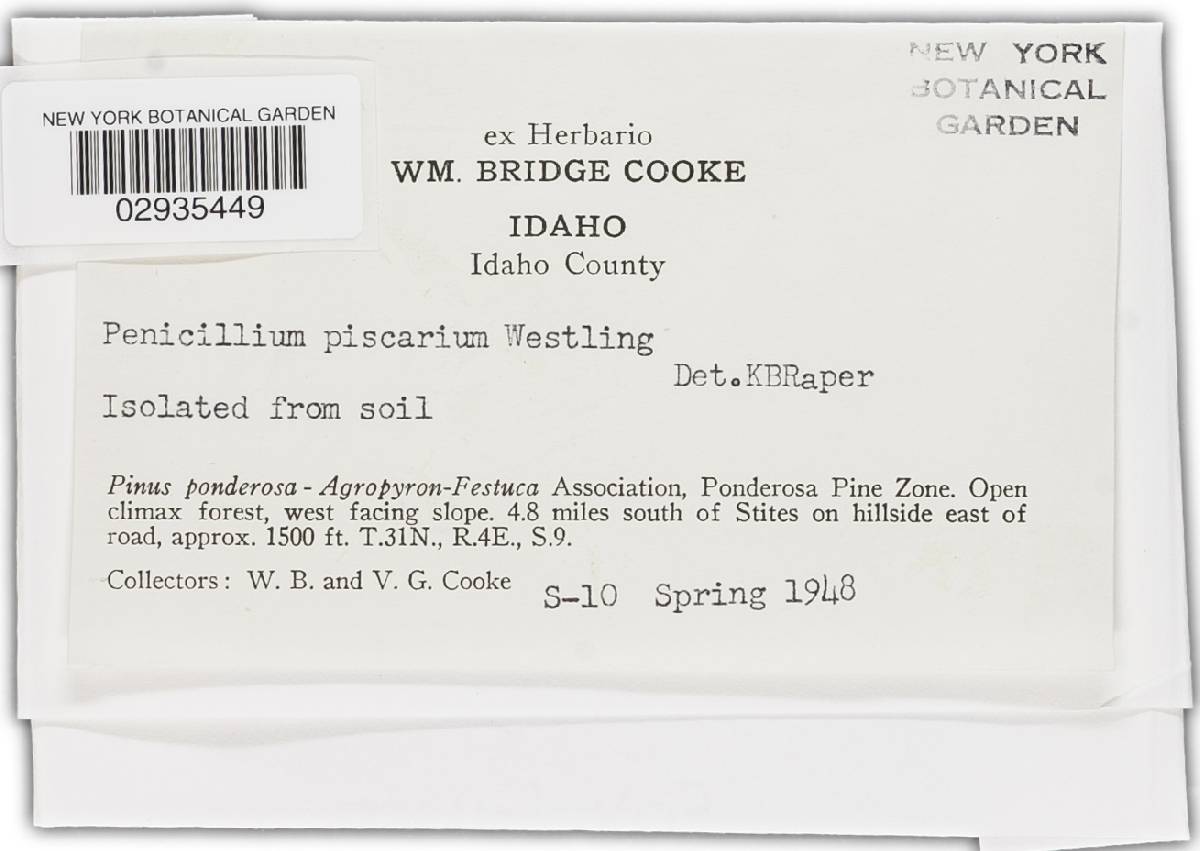 NEW YORK
BOTANICAL
GARDEN
NEW YORK BOTANICAL GARDEN
02935449
ex Herbario
WM. BRIDGE COOKE
IDAHO
Idaho County
Penicillium piscarium Westling
Det.KBRaper
Isolated from soil
Pinus ponderosa - Agropyron-Festuca Association, Ponderosa Pine Zone. Open
climax forest, west facing slope. 4.8 miles south of Stites on hillside east of
road, approx. 1500 ft. T.31N., R.4E., S.9.
Collectors: W. B. and V. G. Cooke S-10 Spring 1948